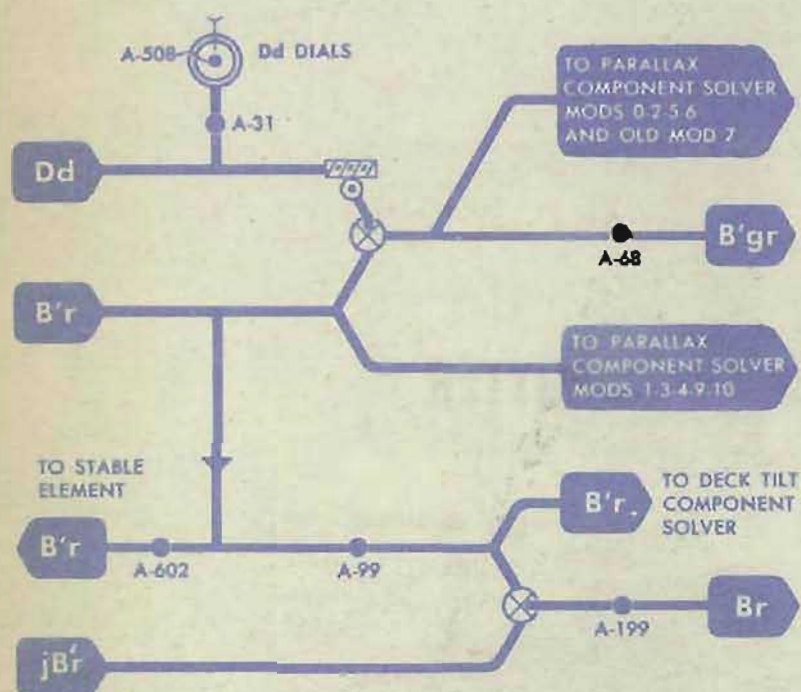 A-508
Dd DIALS
A-31
TO PARALLAX
COMPONENT SOLVER
MODS 0-2-5-6
AND OLD MOD 7
Dd
B'gr
A-68
B'r
TO PARALLAX
COMPONENT SOLVER
MODS 1-3-4-9-10
TO STABLE
ELEMENT
B'r
TO DECK TILT
COMPONENT
SOLVER
B'r
A-602
A-99
A-199
Br
jB'r